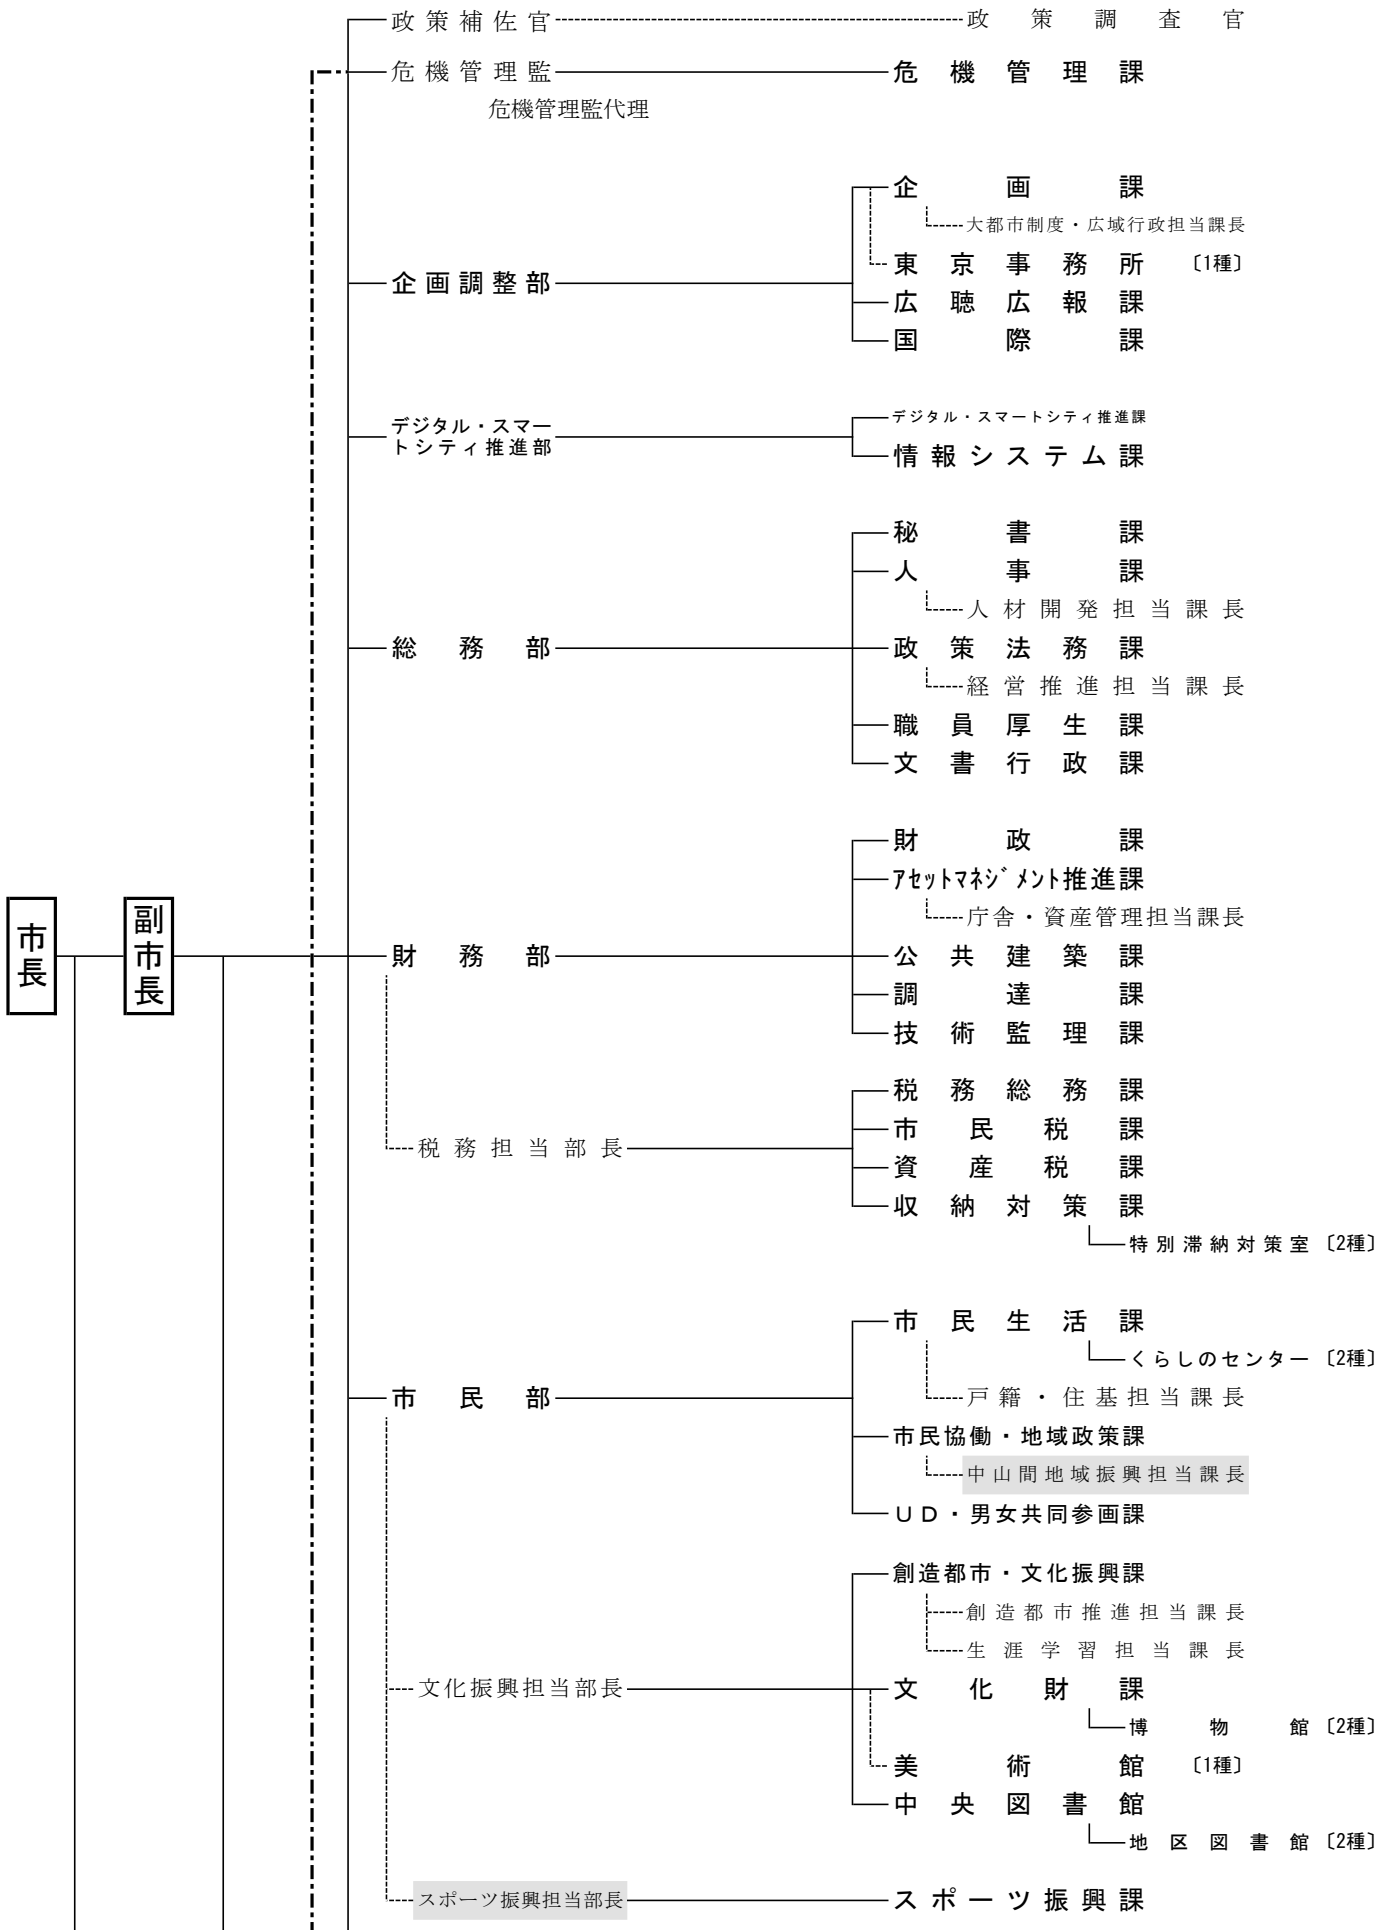 政策補佐官 政策調査官
危機管理監 危機管理課
危機管理監代理
企画課
大都市制度・広域行政担当課長
東京事務所 〔1種〕
企画調整部
広聴広報課
国際課
デジタル・スマー
トシティ推進部
デジタル・スマートシティ推進課
情報システム課
秘書課
人事課
人材開発担当課長
総務部 政策法務課
経営推進担当課長
職員厚生課
文書行政課
財政課
ｱｾｯﾄﾏﾈｼﾞﾒﾝﾄ推進課
庁舎・資産管理担当課長
市長
副市長
財務部 公共建築課
調達課
技術監理課
税務総務課
市民税課
税務担当部長
資産税課
収納対策課
特別滞納対策室 〔2種〕
市民生活課
くらしのセンター 〔2種〕
市民部 戸籍・住基担当課長
市民協働・地域政策課
中山間地域振興担当課長
ＵＤ・男女共同参画課
創造都市・文化振興課
創造都市推進担当課長
生涯学習担当課長
文化振興担当部長 文化財課
博物館 〔2種〕
美術館 〔1種〕
中央図書館
地区図書館 〔2種〕
スポーツ振興担当部長 スポーツ振興課